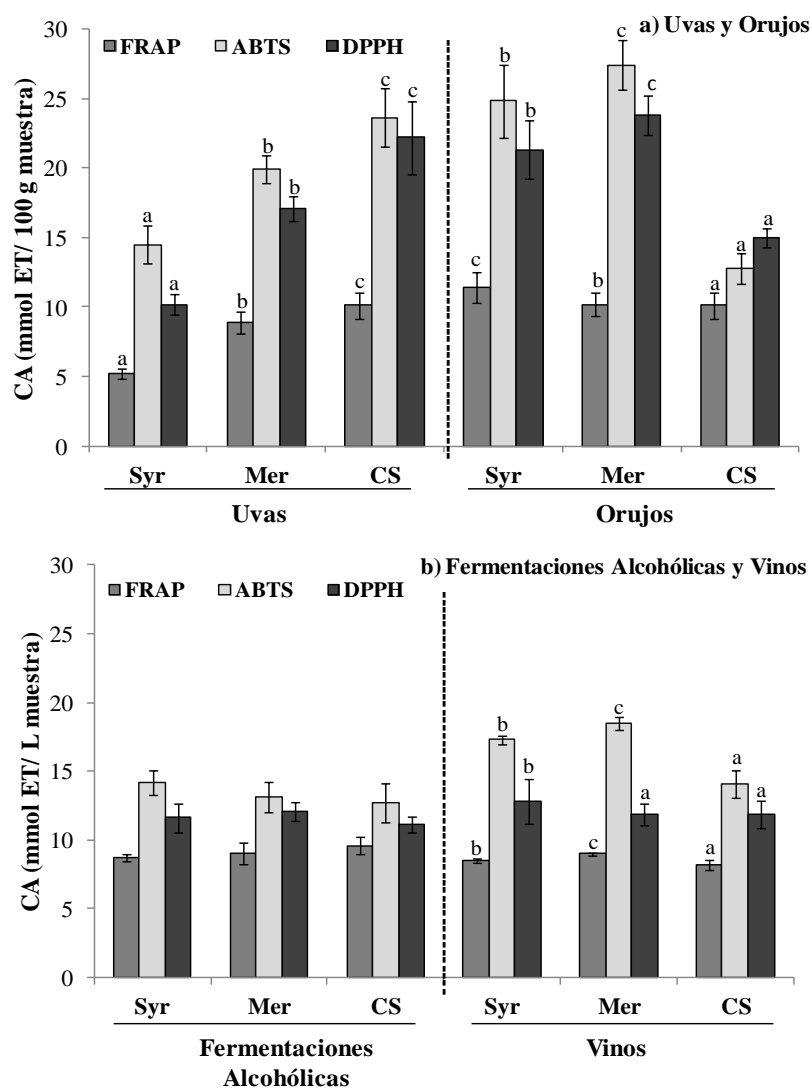 a) Uvas y Orujos
FRAP ABTS DPPH
CA (mmol ET/ 100 g muestra)
30
25
20
15
10
5
0
a a a
b b b
c c c
c b b
b c c
a a a
Syr Mer CS Syr Mer CS
Uvas Orujos
b) Fermentaciones Alcohólicas y Vinos
FRAP ABTS DPPH
CA (mmol ET/ L muestra)
30
25
20
15
10
5
0
b b b
c c a
a a a
Syr Mer CS Syr Mer CS
Fermentaciones Vinos
Alcohólicas